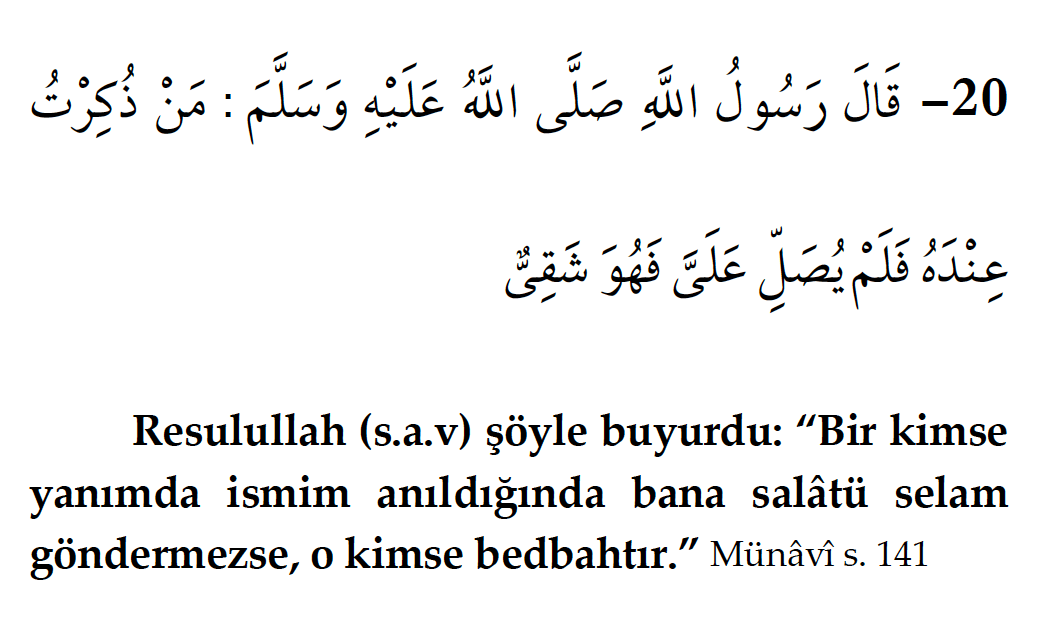 20– قَالَ رَسُولُ اللَّهِ صَلَّى اللَّهُ عَلَيْهِ وَسَلَّمَ : مَنْ ذُكِرْتُ
عِنْدَهُ فَلَمْ يُصَلِّ عَلَىَّ فَهُوَ شَقِىٌّ
Resulullah (s.a.v) şöyle buyurdu: “Bir kimse
yanımda ismim anıldığında bana salâtü selam
göndermezse, o kimse bedbahtır.” Münâvî s. 141